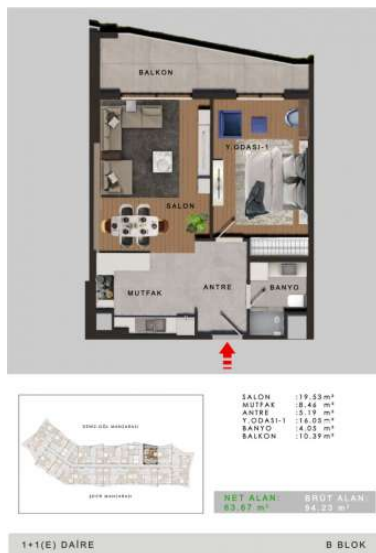 BALKON
Y.ODASI-1
SALON
MUTFAK
ANTRE
BANYO
SALON :19.53 m²
MUTFAK :8.46 m²
ANTRE :5.19 m²
Y.ODASI-1 :16.05 m²
BANYO :4.05 m²
BALKON :10.39 m²
ŞEHİR MANZARASI
NET ALAN:
63.67 m²
BRÜT ALAN:
94.23 m²
1+1(E) DAİRE
B BLOK